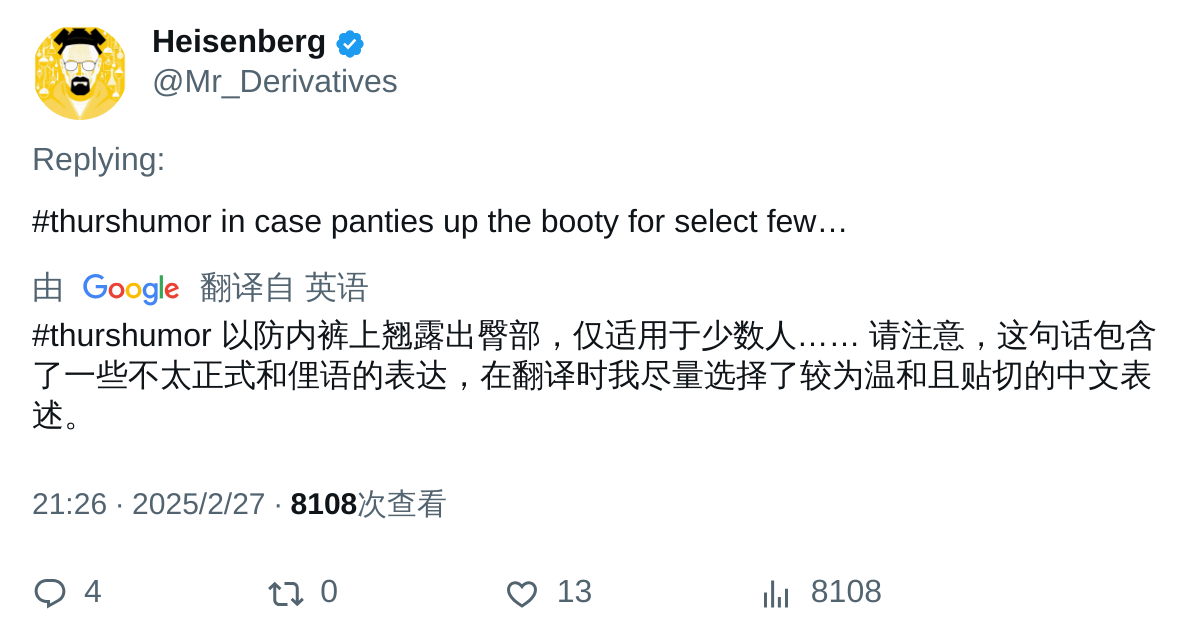 Heisenberg
@Mr_Derivatives
Replying:
#thurshumor in case panties up the booty for select few…
由 Google 翻译自 英语
#thurshumor 以防内裤上翘露出臀部，仅适用于少数人…… 请注意，这句话包含
了一些不太正式和俚语的表达，在翻译时我尽量选择了较为温和且贴切的中文表
述。
21:26 · 2025/2/27 · 8108次查看
4 0 13 8108